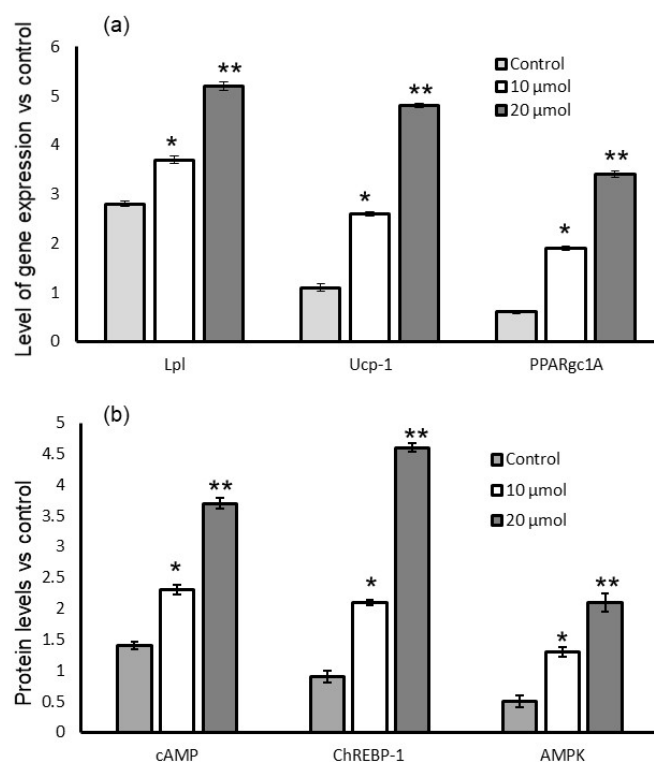 (a)
Level of gene expression vs control
6
5
4
3
2
1
0
Control
10 μmol
20 μmol
*
**
*
**
*
**
Lpl
Ucp-1
PPARgc1A
(b)
Protein levels vs control
5
4.5
4
3.5
3
2.5
2
1.5
1
0.5
0
Control
10 μmol
20 μmol
*
**
*
**
*
**
cAMP
ChREBP-1
AMPK